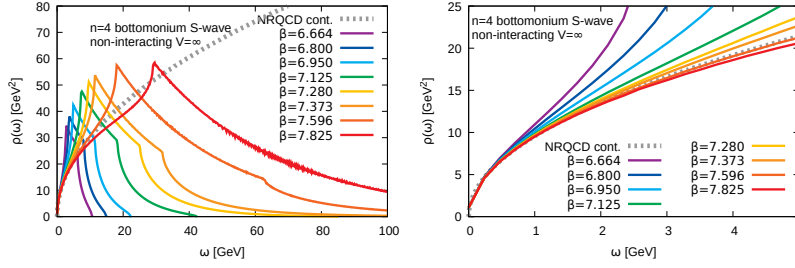 n=4 bottomonium S-wave
non-interacting V=∞
NRQCD cont.
β=6.664
β=6.800
β=6.950
β=7.125
β=7.280
β=7.373
β=7.596
β=7.825
ρ(ω) [GeV²]
80
70
60
50
40
30
20
10
0
0 20 40 60 80 100
ω [GeV]
n=4 bottomonium S-wave
non-interacting V=∞
ρ(ω) [GeV²]
25
20
15
10
5
0
NRQCD cont.
β=6.664
β=6.800
β=6.950
β=7.125
β=7.280
β=7.373
β=7.596
β=7.825
0 1 2 3 4
ω [GeV]